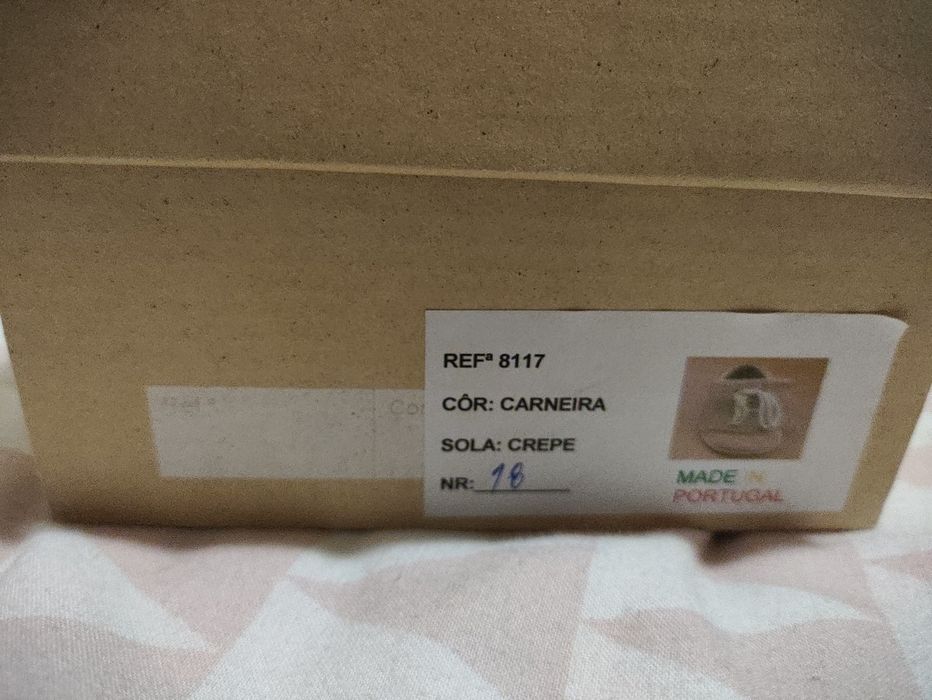 REFª 8117
CÔR: CARNEIRA
SOLA: CREPE
NR: 18
MADE IN
PORTUGAL